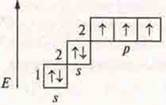 2 ↑ ↑ ↑
2 ↑↓ p
1 ↑↓ s
E s